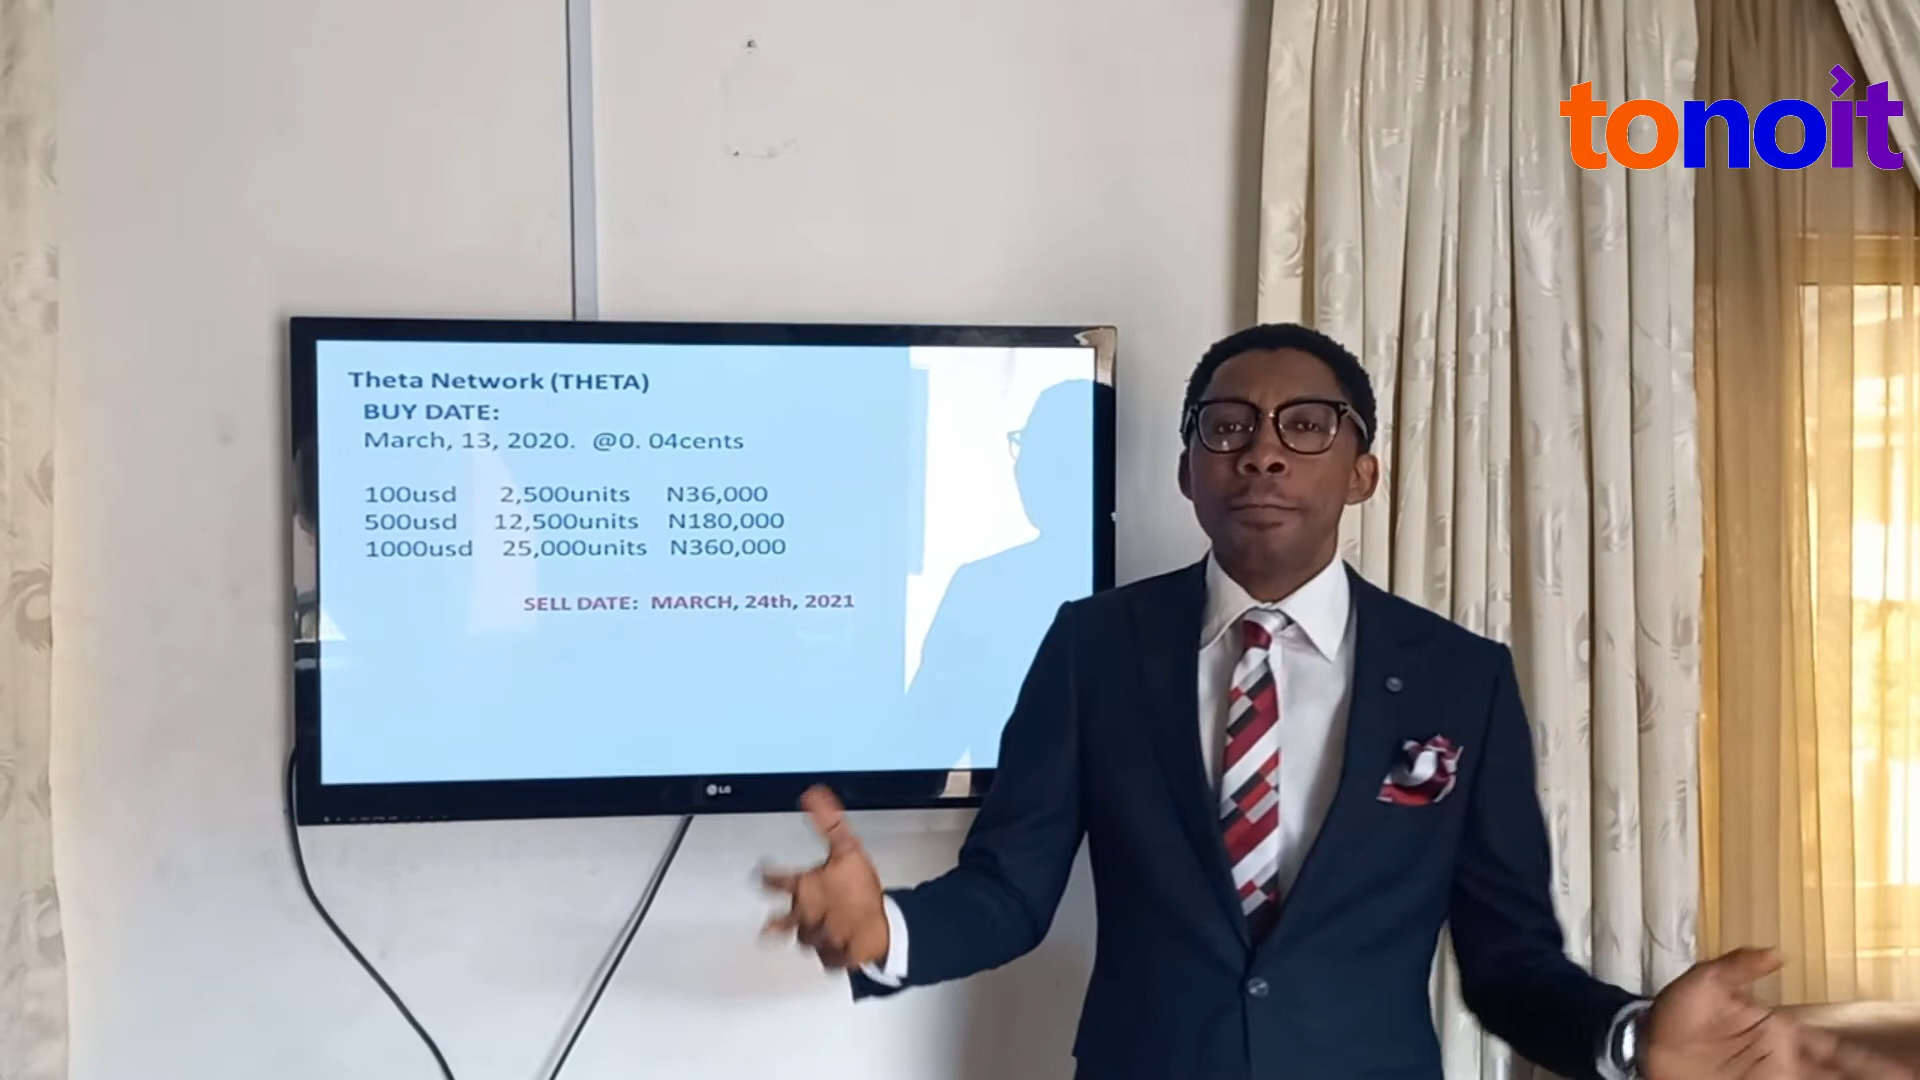 tonoit
Theta Network (THETA)
BUY DATE:
March, 13, 2020. @0. 04cents
100usd 2,500units N36,000
500usd 12,500units N180,000
1000usd 25,000units N360,000
SELL DATE: MARCH, 24th, 2021
LG